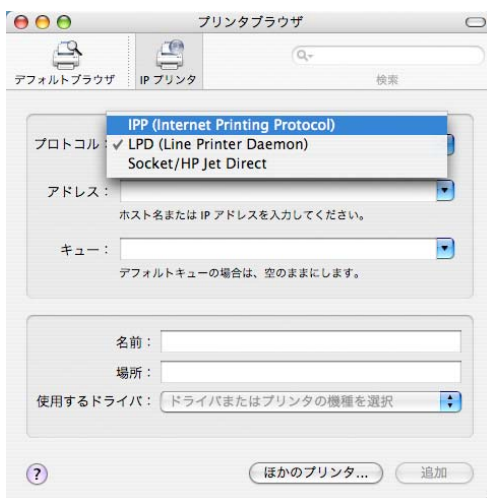 プリンタブラウザ
デフォルトブラウザ
IP プリンタ
Q-
検索
プロトコル：
IPP (Internet Printing Protocol)
✓ LPD (Line Printer Daemon)
Socket/HP Jet Direct
アドレス：
ホスト名または IP アドレスを入力してください。
キュー：
デフォルトキューの場合は、空のままにします。
名前：
場所：
使用するドライバ： ドライバまたはプリンタの機種を選択
?
ほかのプリンタ...
追加